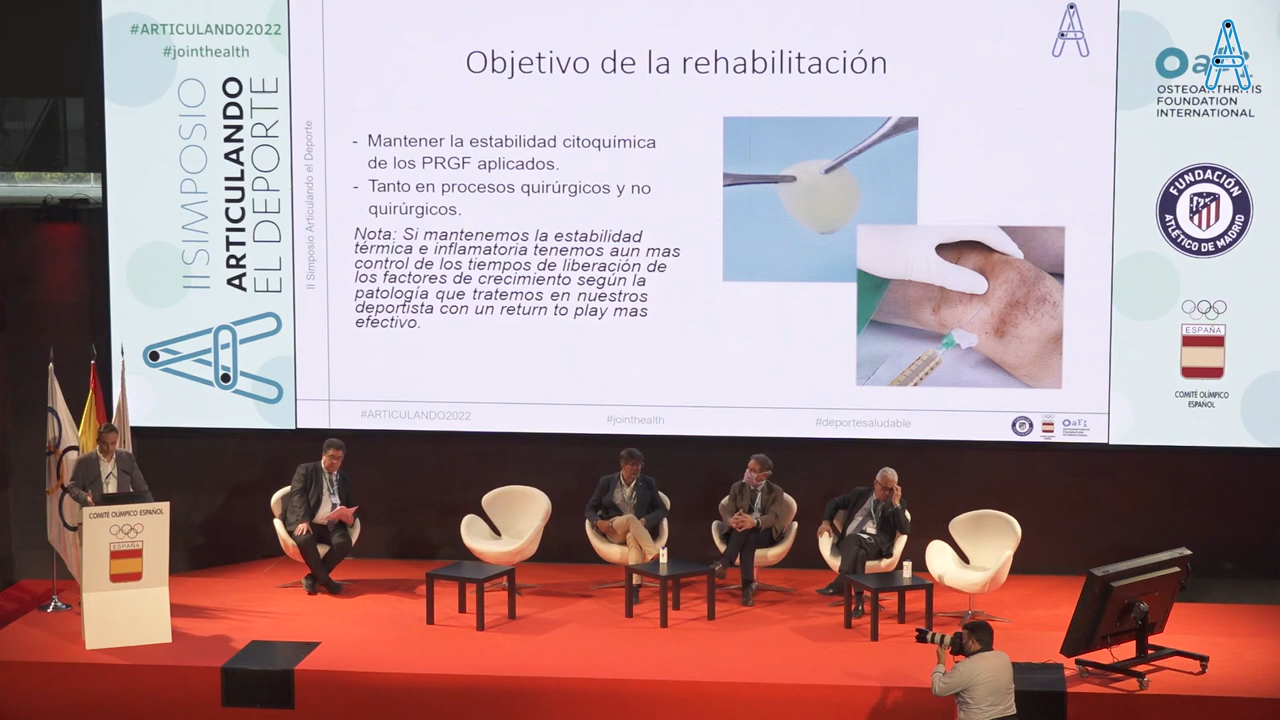 #ARTICULANDO2022
#jointhealth
II SIMPOSIO
ARTICULANDO
EL DEPORTE
II Simposio Articulando el Deporte
Objetivo de la rehabilitación
- Mantener la estabilidad citoquímica
de los PRGF aplicados.
- Tanto en procesos quirúrgicos y no
quirúrgicos.
Nota: Si mantenemos la estabilidad
térmica e inflamatoria tenemos aun mas
control de los tiempos de liberación de
los factores de crecimiento según la
patología que tratemos en nuestros
deportista con un return to play mas
efectivo.
#ARTICULANDO2022
#jointhealth
#deportesaludable
OSTEOARTHRITIS
FOUNDATION
INTERNATIONAL
FUNDACIÓN
ATLÉTICO DE MADRID
ESPAÑA
COMITÉ OLÍMPICO
ESPAÑOL
COMITÉ OLÍMPICO ESPAÑOL
ESPAÑA